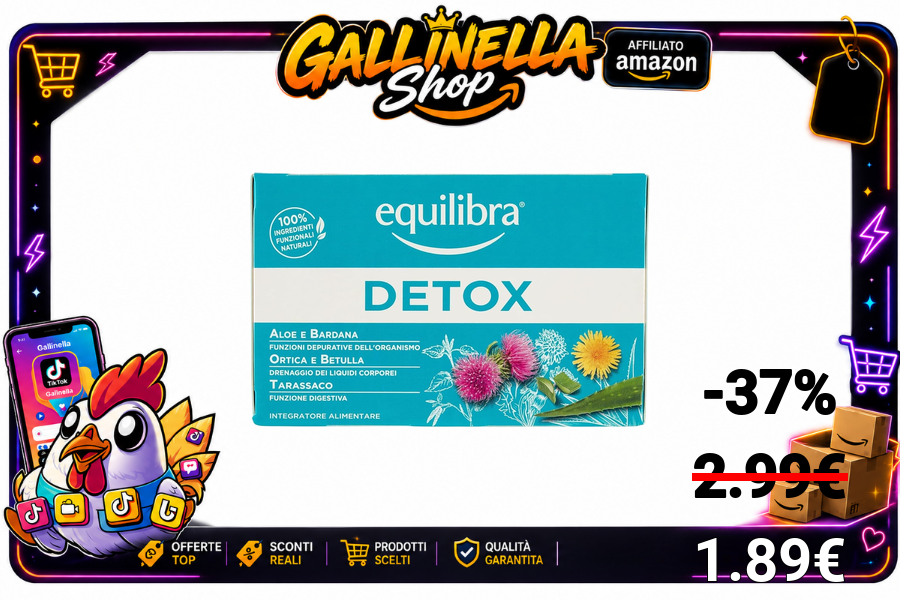 GALLINELLA
Shop
AFFILIATO
amazon
equilibra®
100%
INGREDIENTI
FUNZIONALI
NATURALI
DETOX
ALOE E BARDANA
FUNZIONI DEPURATIVE DELL'ORGANISMO
ORTICA E BETULLA
DRENAGGIO DEI LIQUIDI CORPOREI
TARASSACO
FUNZIONE DIGESTIVA
INTEGRATORE ALIMENTARE
Gallinella
TikTok
Gallinella
-37%
2.99€
1.89€
OFFERTE
TOP
SCONTI
REALI
PRODOTTI
SCELTI
QUALITÀ
GARANTITA